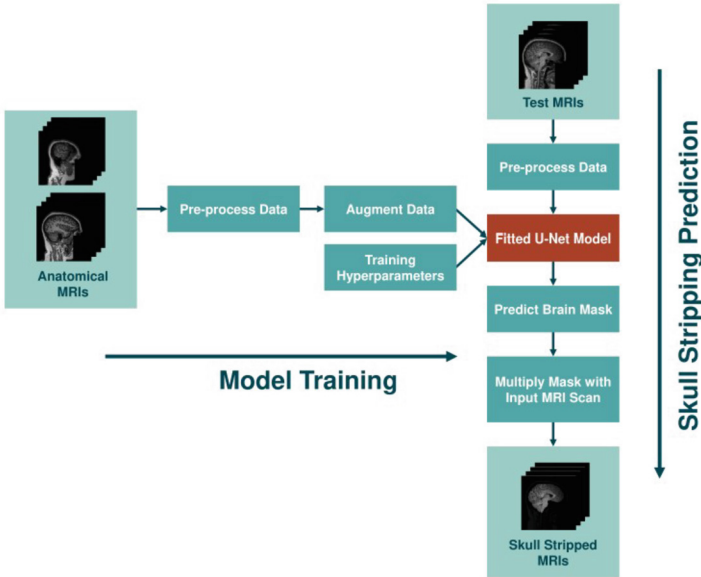 Test MRIs
Pre-process Data
Anatomical
MRIs
Pre-process Data
Augment Data
Training
Hyperparameters
Fitted U-Net Model
Predict Brain Mask
Multiply Mask with
Input MRI Scan
Skull Stripped
MRIs
Model Training
Skull Stripping Prediction